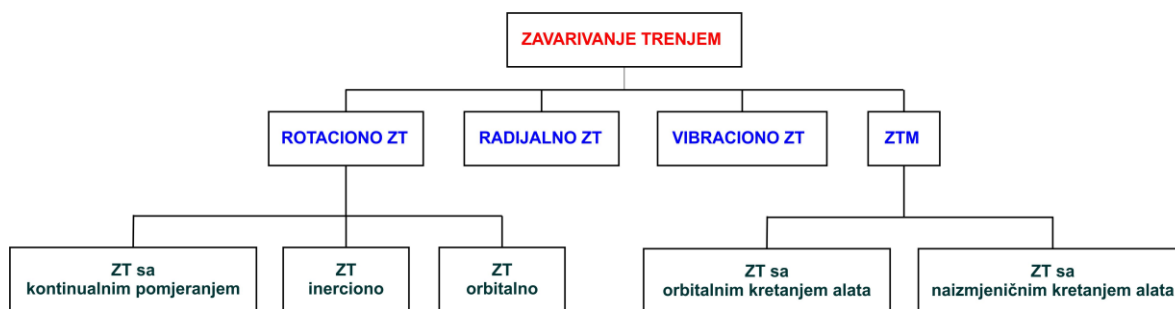 ZAVARIVANJE TRENJEM
ROTACIONO ZT
RADIJALNO ZT
VIBRACIONO ZT
ZTM
ZT sa
kontinualnim pomjeranjem
ZT
inerciono
ZT
orbitalno
ZT sa
orbitalnim kretanjem alata
ZT sa
naizmjeničnim kretanjem alata